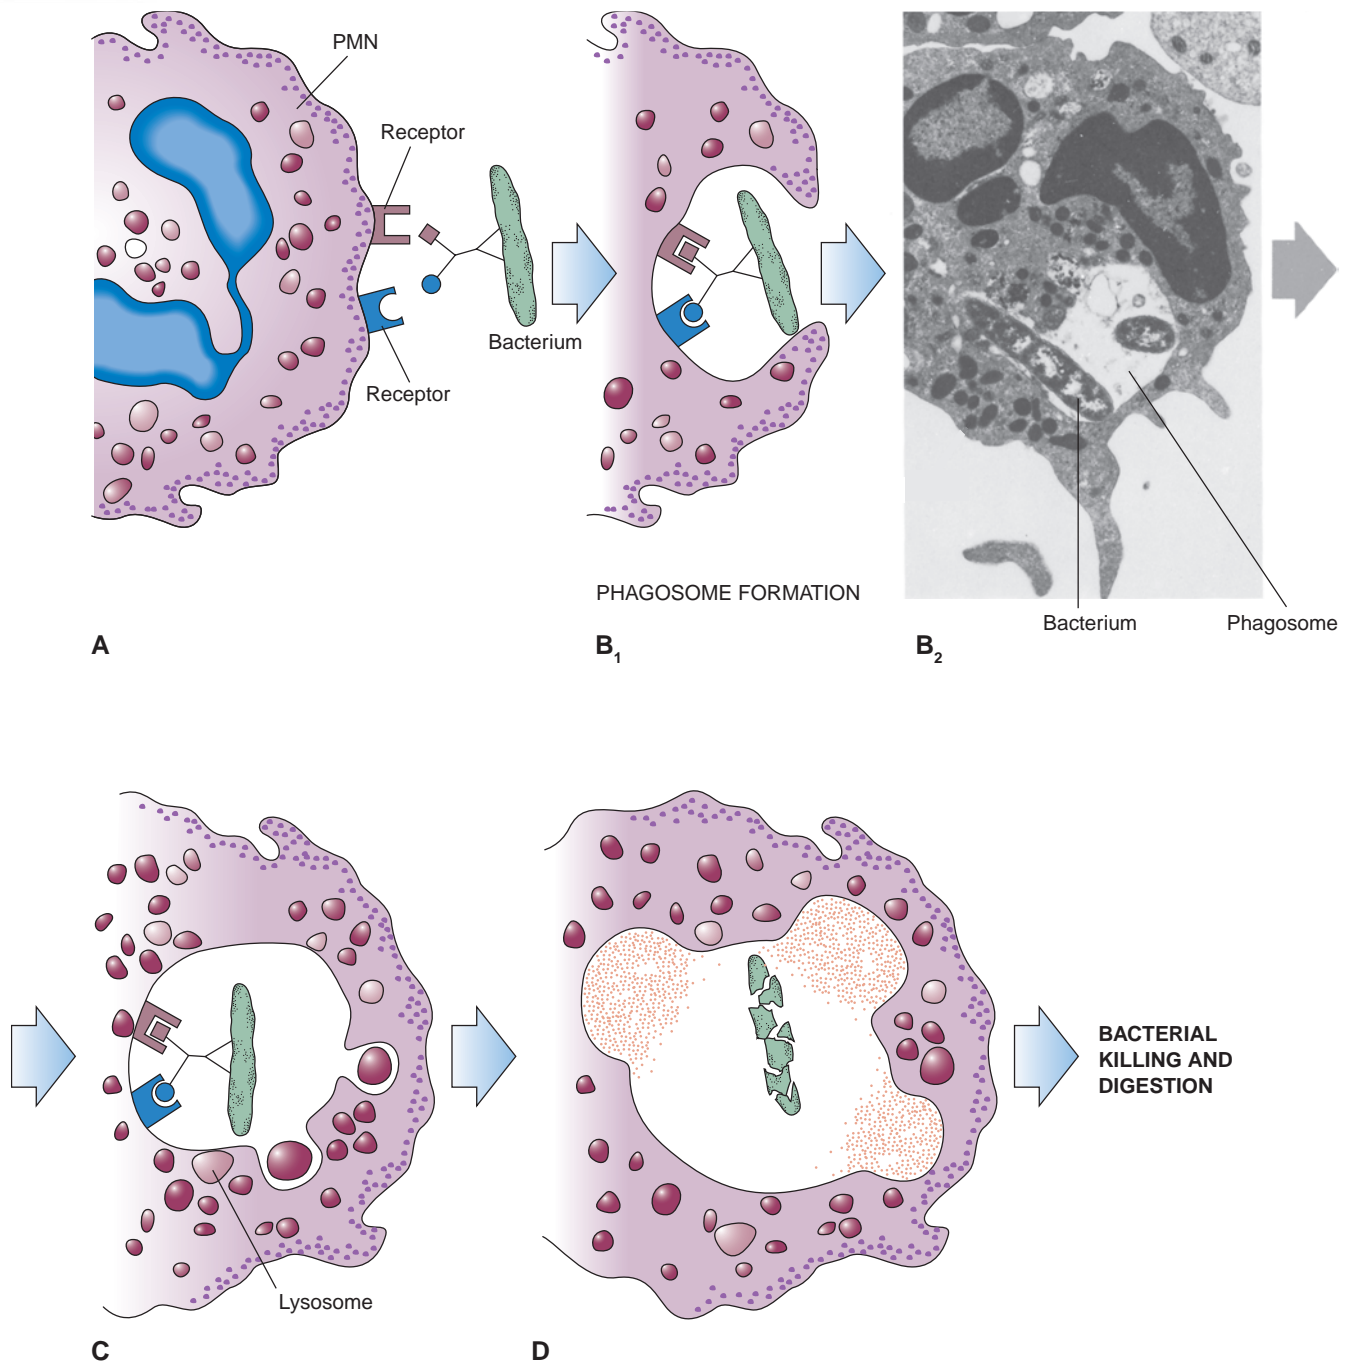 PMN
Receptor
Bacterium
Receptor
PHAGOSOME FORMATION
Bacterium
Phagosome
A
B1
B2
BACTERIAL
KILLING AND
DIGESTION
Lysosome
C
D